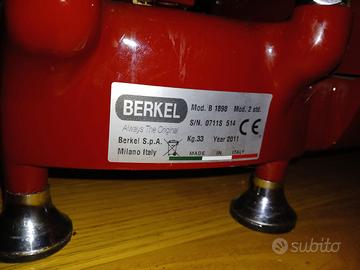 BERKEL
Mod. B 1898 Mod. 2 std.
S/N. 0711S 514
Always The Original
CE
Berkel S.p.A.
Kg.33 Year 2011
Milano Italy
MADE IN ITALY
subito